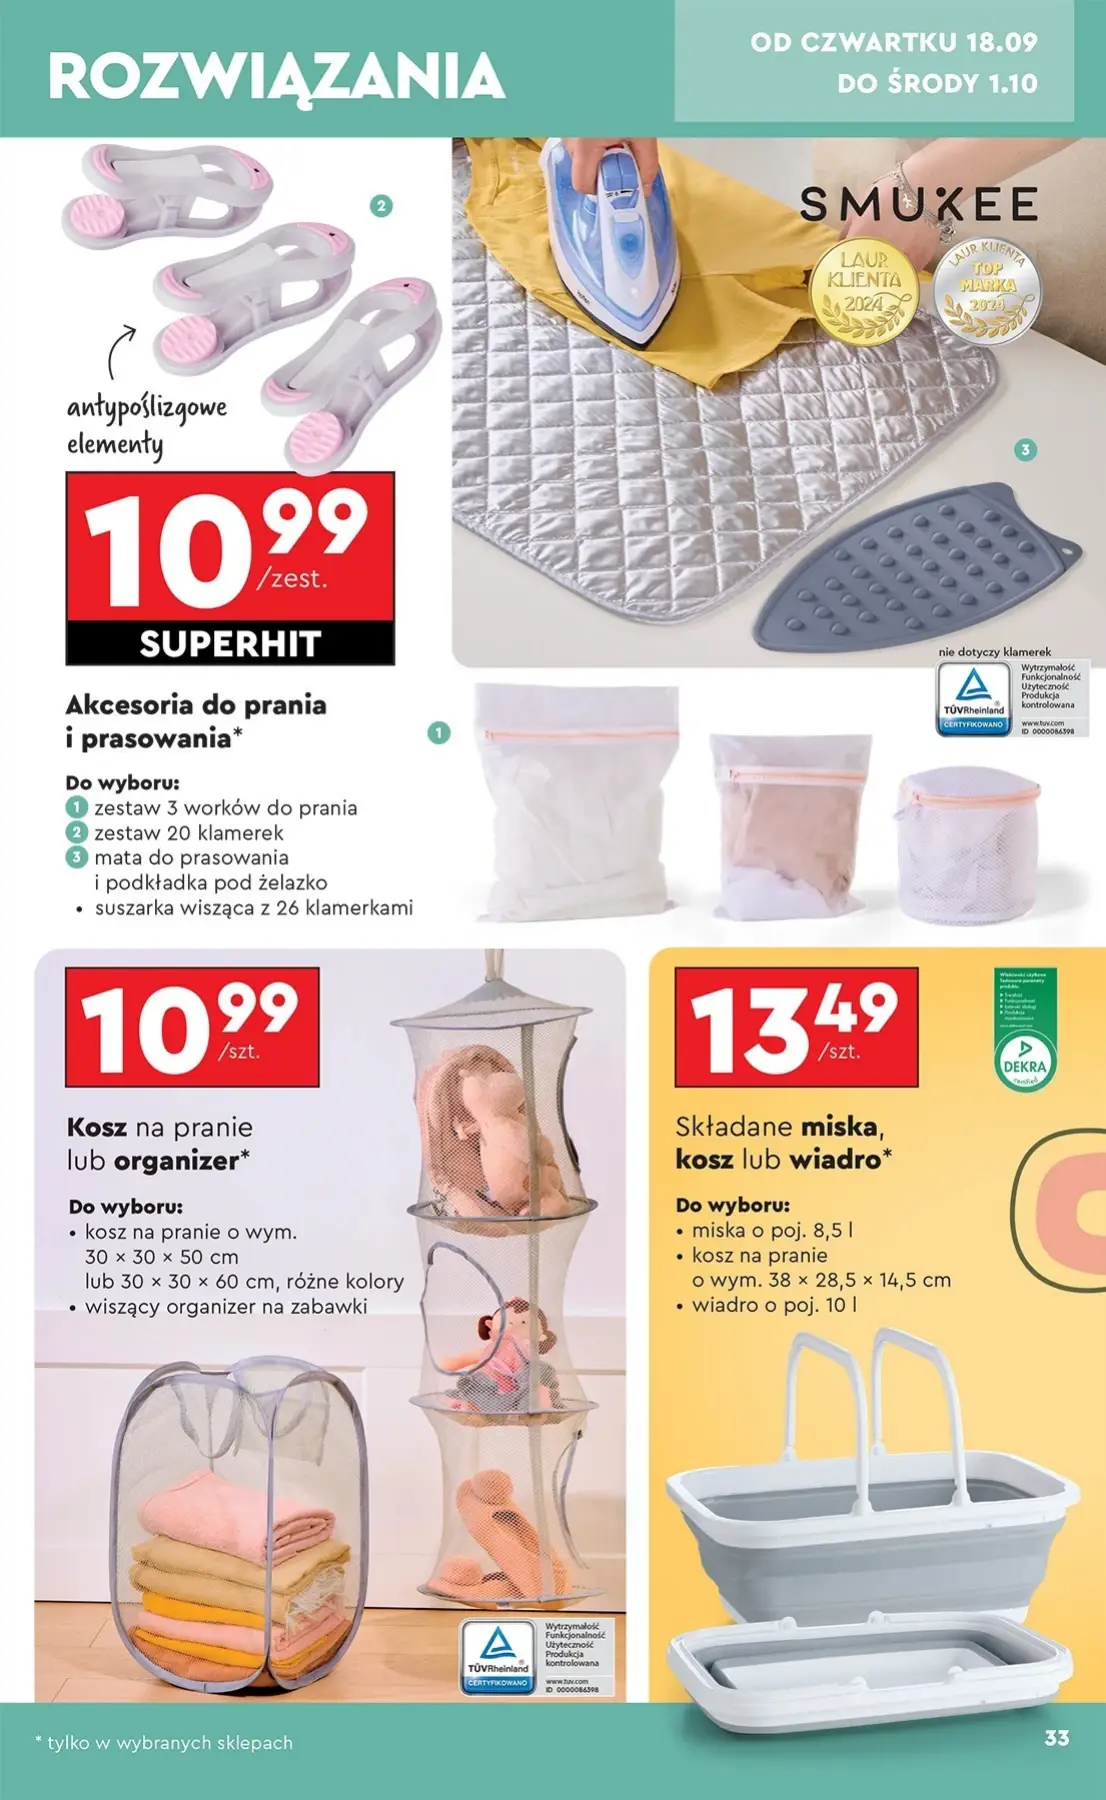 ROZWIĄZANIA
OD CZWARTKU 18.09
DO ŚRODY 1.10
2
SMUKEE
LAUR
KLIENTA
2024
LAUR KLIENTA
TOP
MARKA
2024
antypoślizgowe
elementy
3
10 99
/zest.
SUPERHIT
nie dotyczy klamerek
TÜVRheinland
CERTYFIKOWANO
Wytrzymałość
Funkcjonalność
Użyteczność
Produkcja
kontrolowana
www.tuv.com
ID 0000086398
Akcesoria do prania
i prasowania*
1
Do wyboru:
1 zestaw 3 worków do prania
2 zestaw 20 klamerek
3 mata do prasowania
i podkładka pod żelazko
• suszarka wisząca z 26 klamerkami
10 99
/szt.
Kosz na pranie
lub organizer*
Do wyboru:
• kosz na pranie o wym.
30 × 30 × 50 cm
lub 30 × 30 × 60 cm, różne kolory
• wiszący organizer na zabawki
TÜVRheinland
CERTYFIKOWANO
Wytrzymałość
Funkcjonalność
Użyteczność
Produkcja
kontrolowana
www.tuv.com
ID 0000086398
13 49
/szt.
DEKRA
certified
Składane miska,
kosz lub wiadro*
Do wyboru:
• miska o poj. 8,5 l
• kosz na pranie
o wym. 38 × 28,5 × 14,5 cm
• wiadro o poj. 10 l
* tylko w wybranych sklepach
33